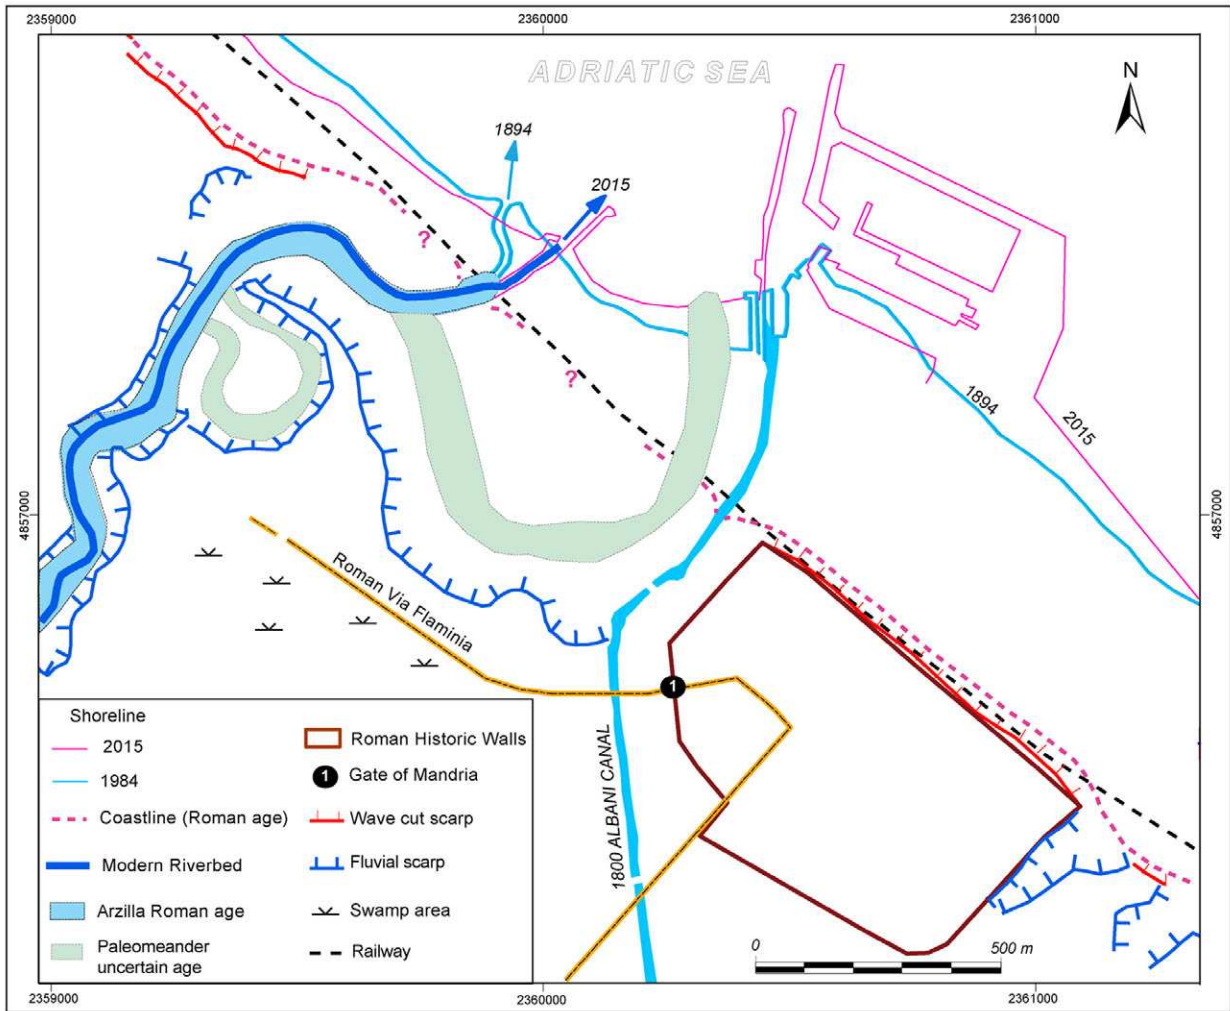 2359000
2360000
2361000
ADRIATIC SEA
N
1894
2015
?
?
1894
2015
4857000
4857000
Roman Via Flaminia
1
1800 ALBANI CANAL
Shoreline
2015
1984
Coastline (Roman age)
Modern Riverbed
Arzilla Roman age
Paleomeander
uncertain age
Roman Historic Walls
1 Gate of Mandria
Wave cut scarp
Fluvial scarp
Swamp area
Railway
0
500 m
2359000
2360000
2361000